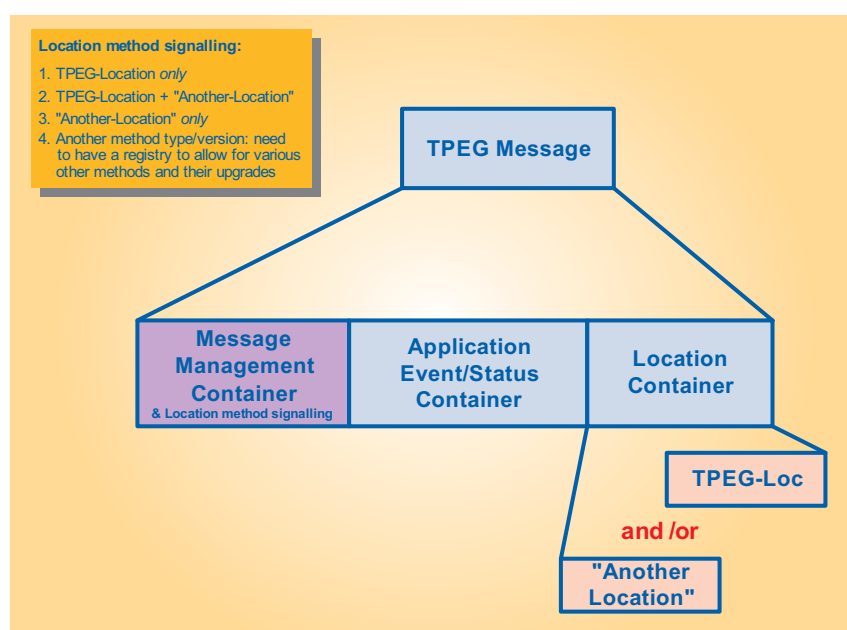 Location method signalling:
1. TPEG-Location only
2. TPEG-Location + "Another-Location"
3. "Another-Location" only
4. Another method type/version: need
to have a registry to allow for various
other methods and their upgrades
TPEG Message
Message
Management
Container
& Location method signalling
Application
Event/Status
Container
Location
Container
TPEG-Loc
and /or
"Another
Location"